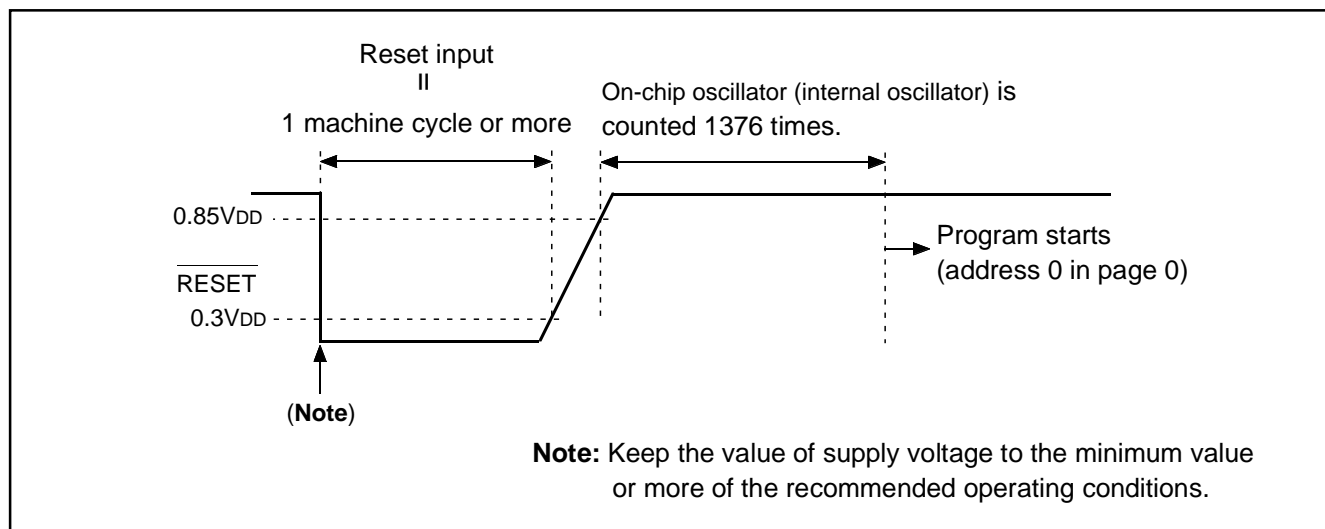 Reset input
=
1 machine cycle or more
On-chip oscillator (internal oscillator) is
counted 1376 times.
0.85VDD
RESET
0.3VDD
Program starts
(address 0 in page 0)
(Note)
Note: Keep the value of supply voltage to the minimum value
or more of the recommended operating conditions.